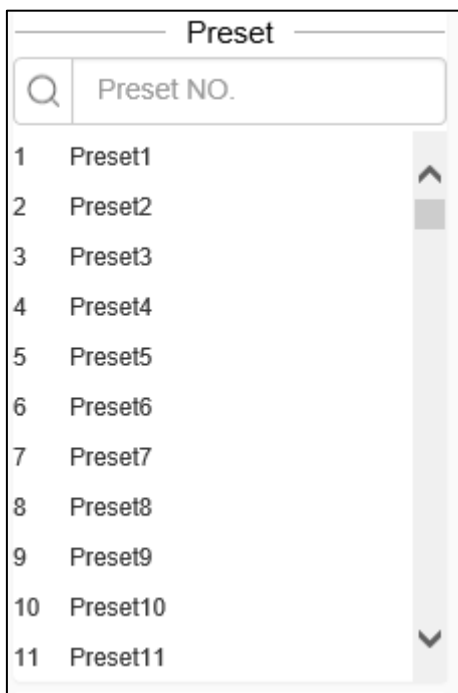 Preset
Preset NO.
1 Preset1
2 Preset2
3 Preset3
4 Preset4
5 Preset5
6 Preset6
7 Preset7
8 Preset8
9 Preset9
10 Preset10
11 Preset11